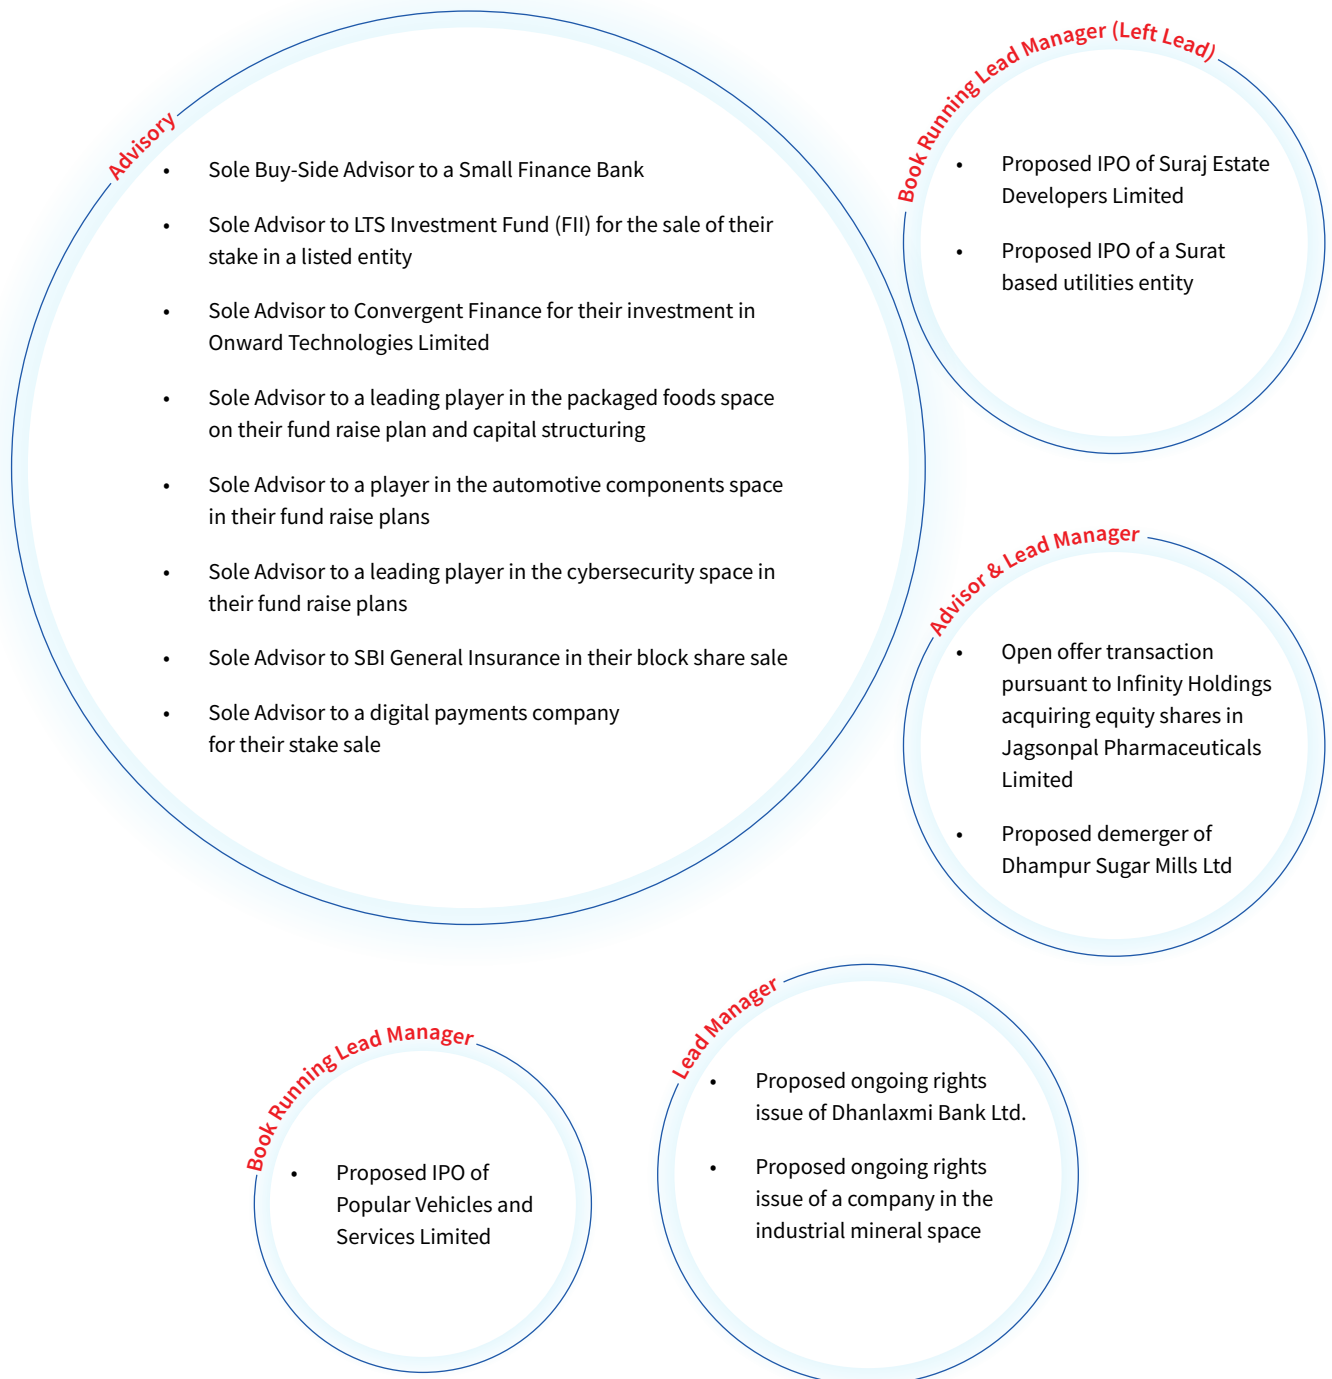 Advisory
• Sole Buy-Side Advisor to a Small Finance Bank
• Sole Advisor to LTS Investment Fund (FII) for the sale of their
stake in a listed entity
• Sole Advisor to Convergent Finance for their investment in
Onward Technologies Limited
• Sole Advisor to a leading player in the packaged foods space
on their fund raise plan and capital structuring
• Sole Advisor to a player in the automotive components space
in their fund raise plans
• Sole Advisor to a leading player in the cybersecurity space in
their fund raise plans
• Sole Advisor to SBI General Insurance in their block share sale
• Sole Advisor to a digital payments company
for their stake sale
Book Running Lead Manager (Left Lead)
• Proposed IPO of Suraj Estate
Developers Limited
• Proposed IPO of a Surat
based utilities entity
Advisor & Lead Manager
• Open offer transaction
pursuant to Infinity Holdings
acquiring equity shares in
Jagsonpal Pharmaceuticals
Limited
• Proposed demerger of
Dhampur Sugar Mills Ltd
Book Running Lead Manager
• Proposed IPO of
Popular Vehicles and
Services Limited
Lead Manager
• Proposed ongoing rights
issue of Dhanlaxmi Bank Ltd.
• Proposed ongoing rights
issue of a company in the
industrial mineral space